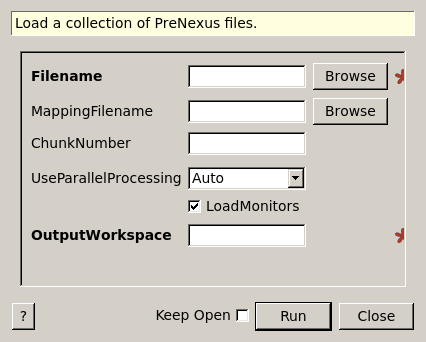 Load a collection of PreNexus files.
Filename Browse
MappingFilename Browse
ChunkNumber
UseParallelProcessing Auto
LoadMonitors
OutputWorkspace
? Keep Open Run Close